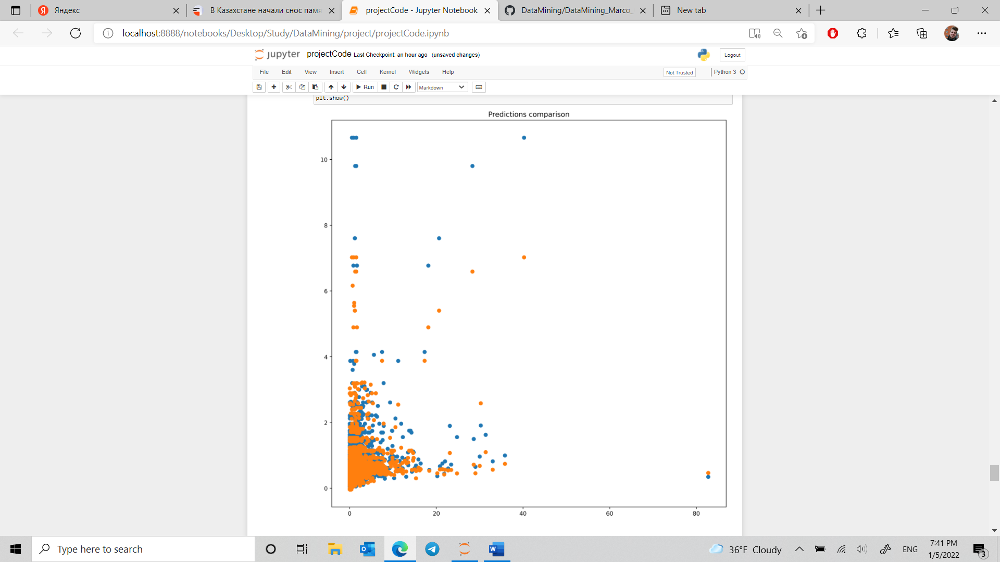 Яндекс
В Казахстане начали снос памя
projectCode - Jupyter Notebook
DataMining/DataMining_Marco_
New tab
localhost:8888/notebooks/Desktop/Study/DataMining/project/projectCode.ipynb
jupyter projectCode Last Checkpoint: an hour ago (unsaved changes)
Logout
File Edit View Insert Cell Kernel Widgets Help
Not Trusted
Python 3
Run
Markdown
plt.show()
Predictions comparison
10
8
6
4
2
0
0 20 40 60 80
Type here to search
36°F Cloudy
ENG
7:41 PM
1/5/2022
3